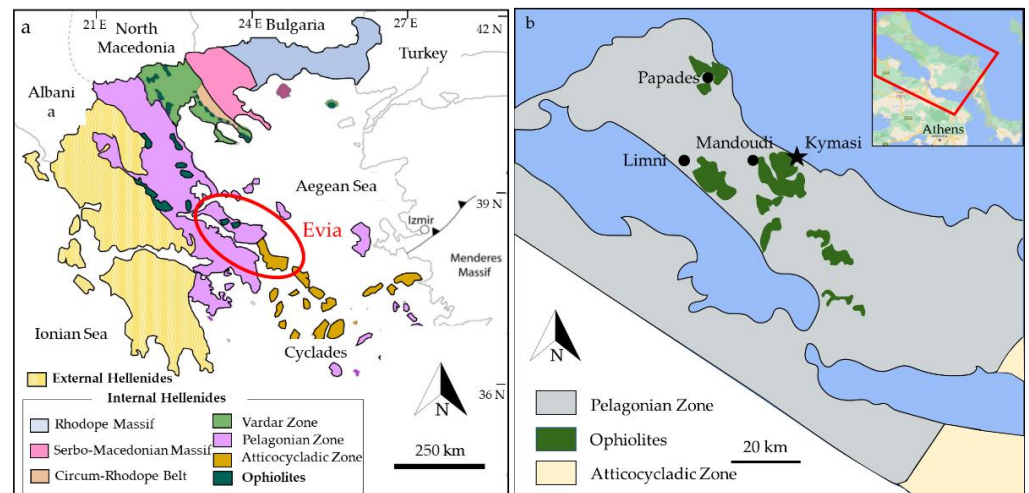 a
21 E
24 E
27 E
42 N
North
Macedonia
Bulgaria
Turkey
Albani
a
Aegean Sea
39 N
Izmir
Evia
Menderes
Massif
Ionian Sea
Cyclades
36 N
N
250 km
External Hellenides
Internal Hellenides
Rhodope Massif
Serbo-Macedonian Massif
Circum-Rhodope Belt
Vardar Zone
Pelagonian Zone
Atticocycladic Zone
Ophiolites
b
Papades
Mandoudi
Kymasi
Limni
Athens
N
20 km
Pelagonian Zone
Ophiolites
Atticocycladic Zone